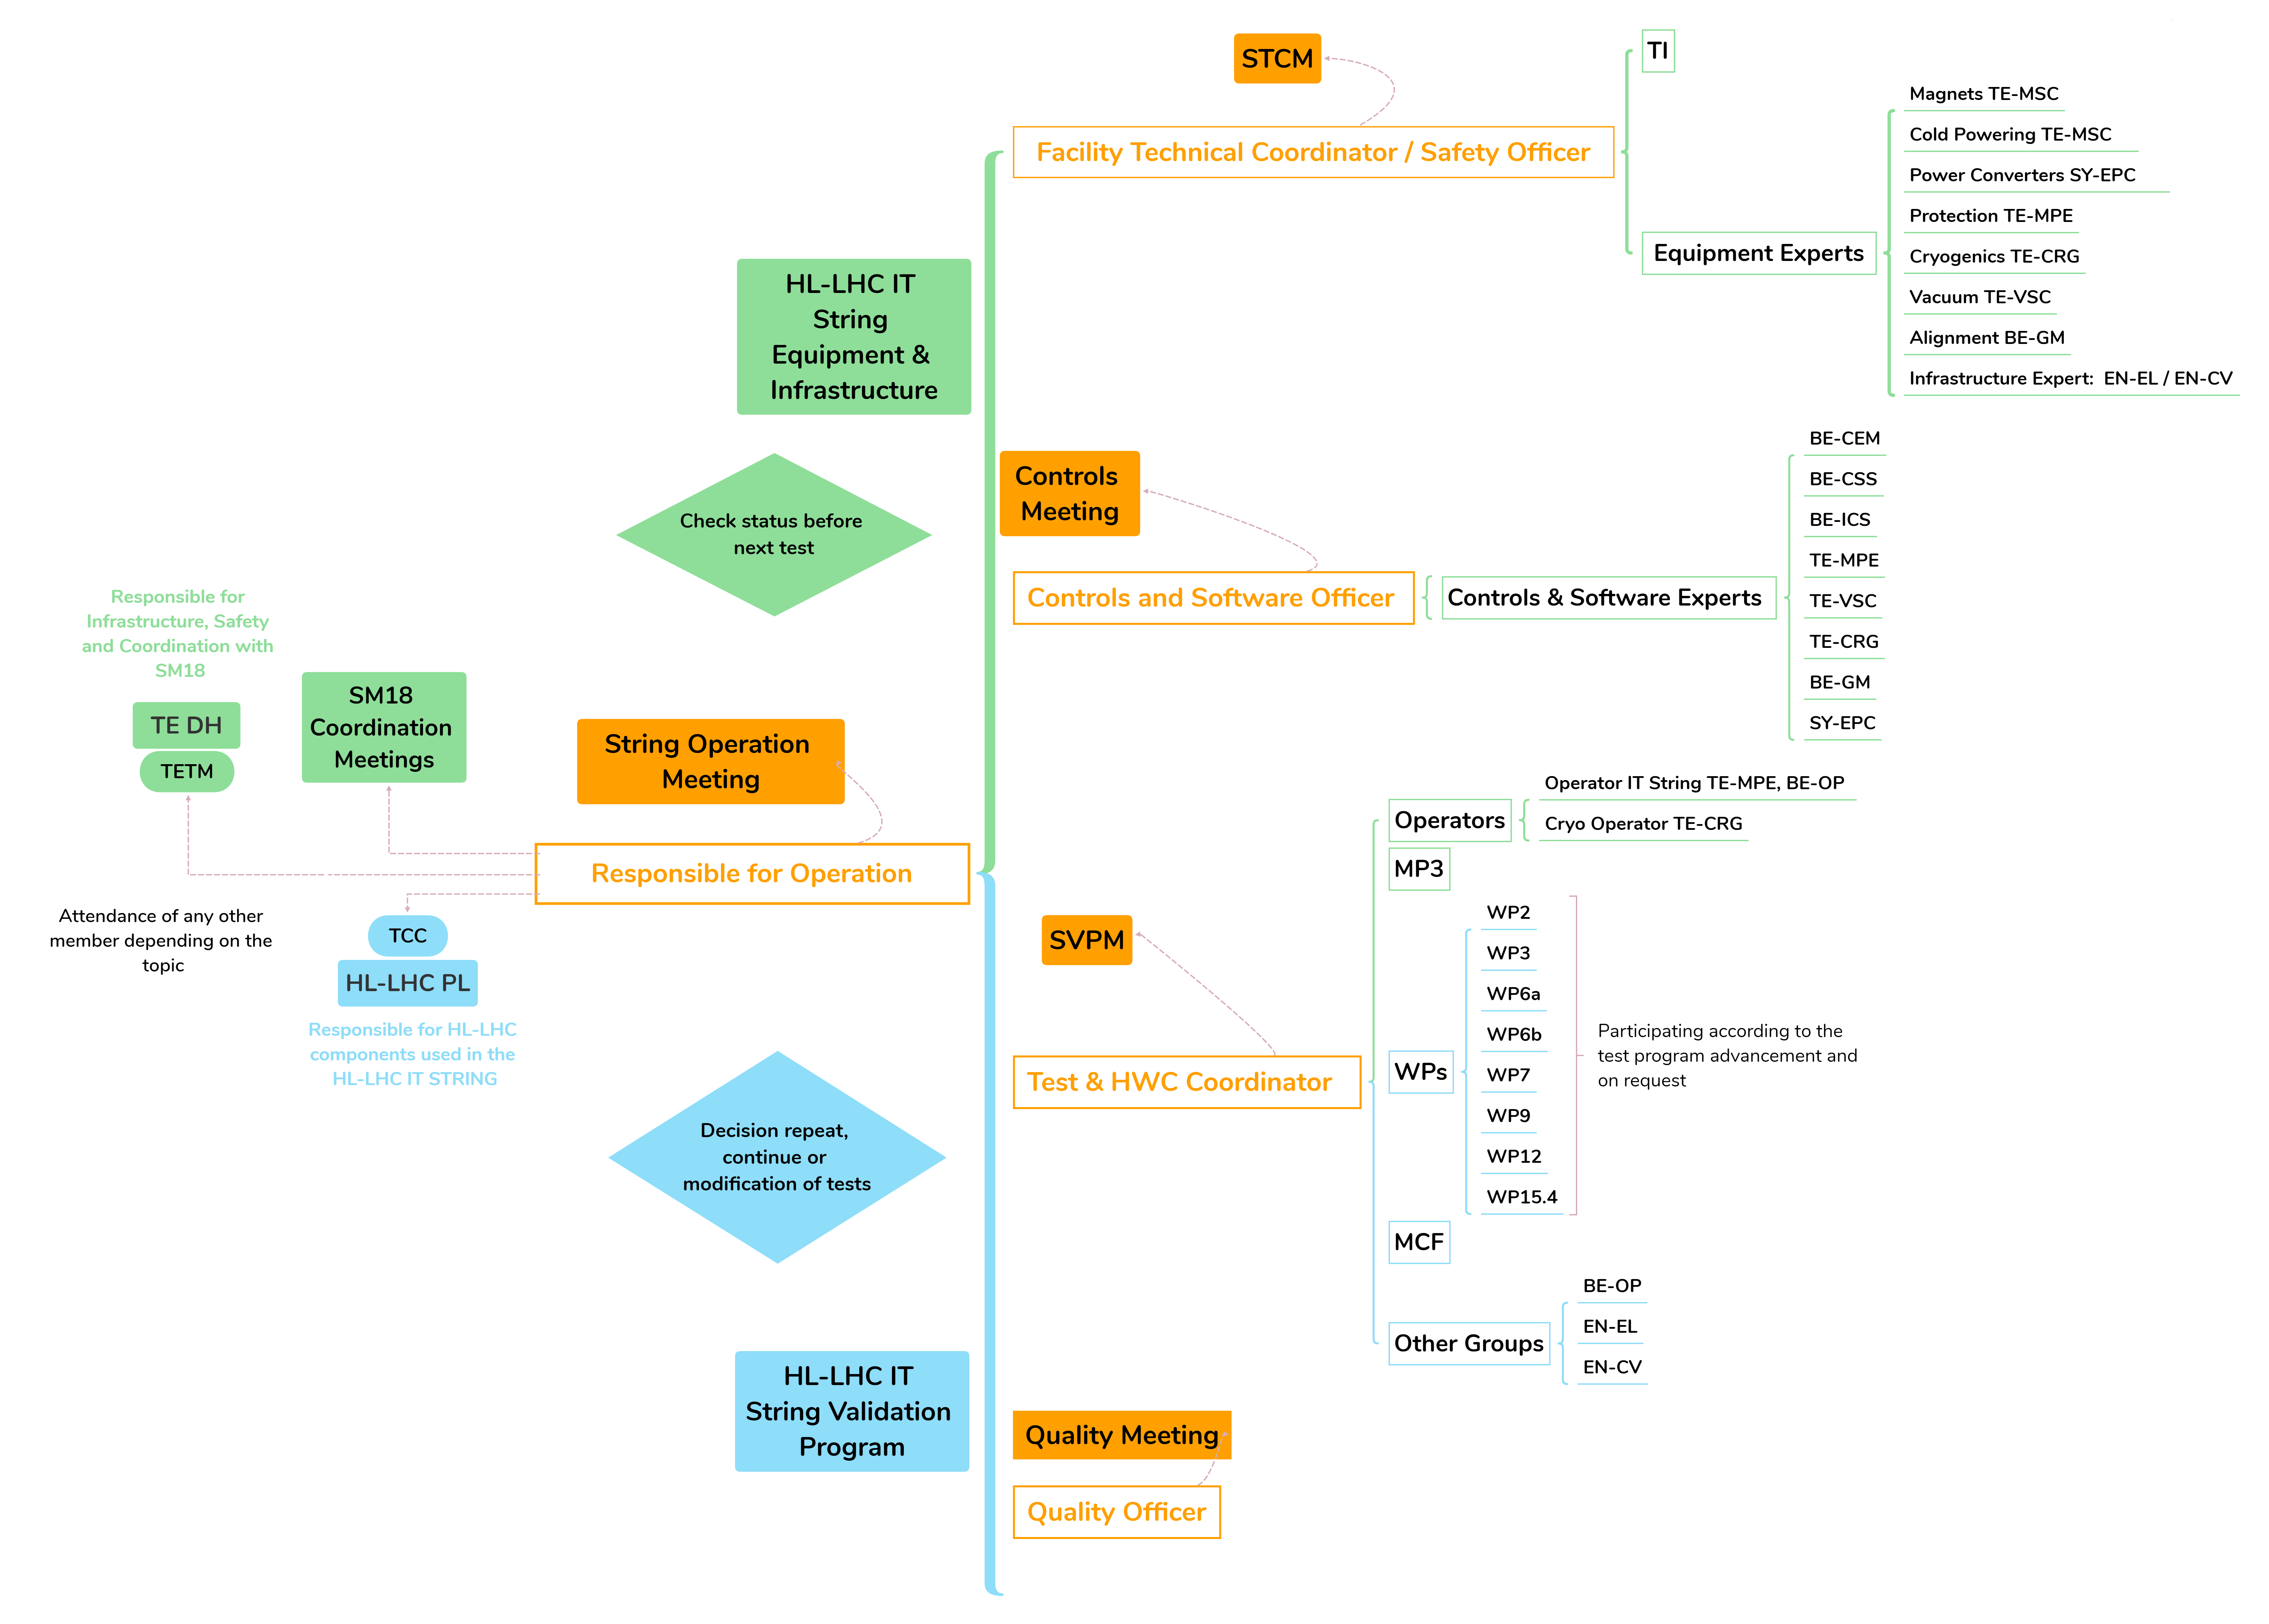 STCM
TI
Facility Technical Coordinator / Safety Officer
Equipment Experts
Magnets TE-MSC
Cold Powering TE-MSC
Power Converters SY-EPC
Protection TE-MPE
Cryogenics TE-CRG
Vacuum TE-VSC
Alignment BE-GM
Infrastructure Expert:  EN-EL / EN-CV
HL-LHC IT
String
Equipment &
Infrastructure
Check status before
next test
Controls
Meeting
Controls and Software Officer
Controls & Software Experts
BE-CEM
BE-CSS
BE-ICS
TE-MPE
TE-VSC
TE-CRG
BE-GM
SY-EPC
Responsible for
Infrastructure, Safety
and Coordination with
SM18
TE DH
TETM
SM18
Coordination
Meetings
String Operation
Meeting
Responsible for Operation
Attendance of any other
member depending on the
topic
TCC
HL-LHC PL
Responsible for HL-LHC
components used in the
HL-LHC IT STRING
Decision repeat,
continue or
modification of tests
SVPM
Test & HWC Coordinator
Operators
Operator IT String TE-MPE, BE-OP
Cryo Operator TE-CRG
MP3
WPs
WP2
WP3
WP6a
WP6b
WP7
WP9
WP12
WP15.4
Participating according to the
test program advancement and
on request
MCF
Other Groups
BE-OP
EN-EL
EN-CV
HL-LHC IT
String Validation
Program
Quality Meeting
Quality Officer